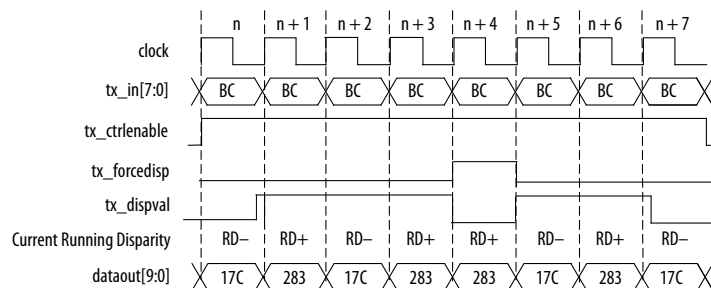 n n + 1 n + 2 n + 3 n + 4 n + 5 n + 6 n + 7
clock
tx_in[7:0] BC BC BC BC BC BC BC BC
tx_ctrlenable
tx_forcedisp
tx_dispval
Current Running Disparity RD− RD+ RD− RD+ RD+ RD− RD+ RD−
dataout[9:0] 17C 283 17C 283 283 17C 283 17C